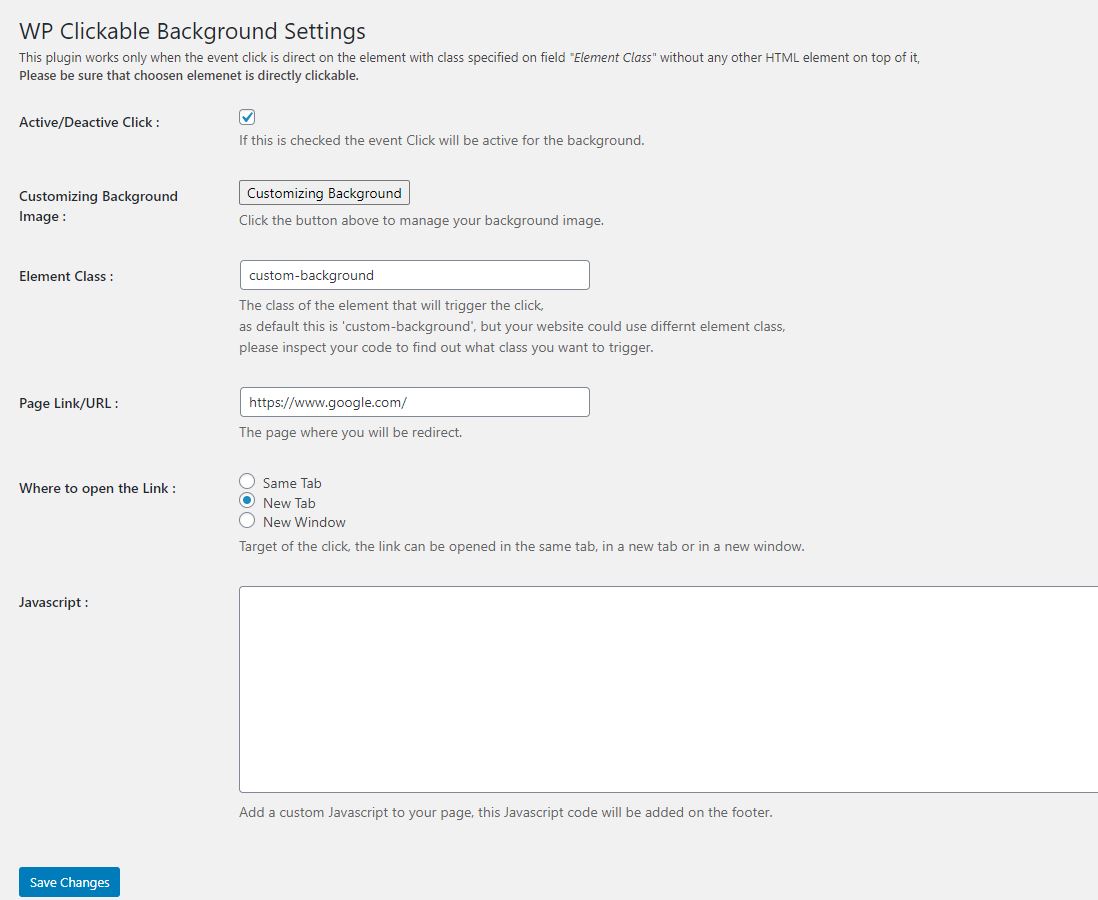 WP Clickable Background Settings
This plugin works only when the event click is direct on the element with class specified on field "Element Class" without any other HTML element on top of it,
Please be sure that choosen elemenet is directly clickable.
Active/Deactive Click :
If this is checked the event Click will be active for the background.
Customizing Background
Image :
Customizing Background
Click the button above to manage your background image.
Element Class :
custom-background
The class of the element that will trigger the click,
as default this is 'custom-background', but your website could use differnt element class,
please inspect your code to find out what class you want to trigger.
Page Link/URL :
https://www.google.com/
The page where you will be redirect.
Where to open the Link :
Same Tab
New Tab
New Window
Target of the click, the link can be opened in the same tab, in a new tab or in a new window.
Javascript :
Add a custom Javascript to your page, this Javascript code will be added on the footer.
Save Changes